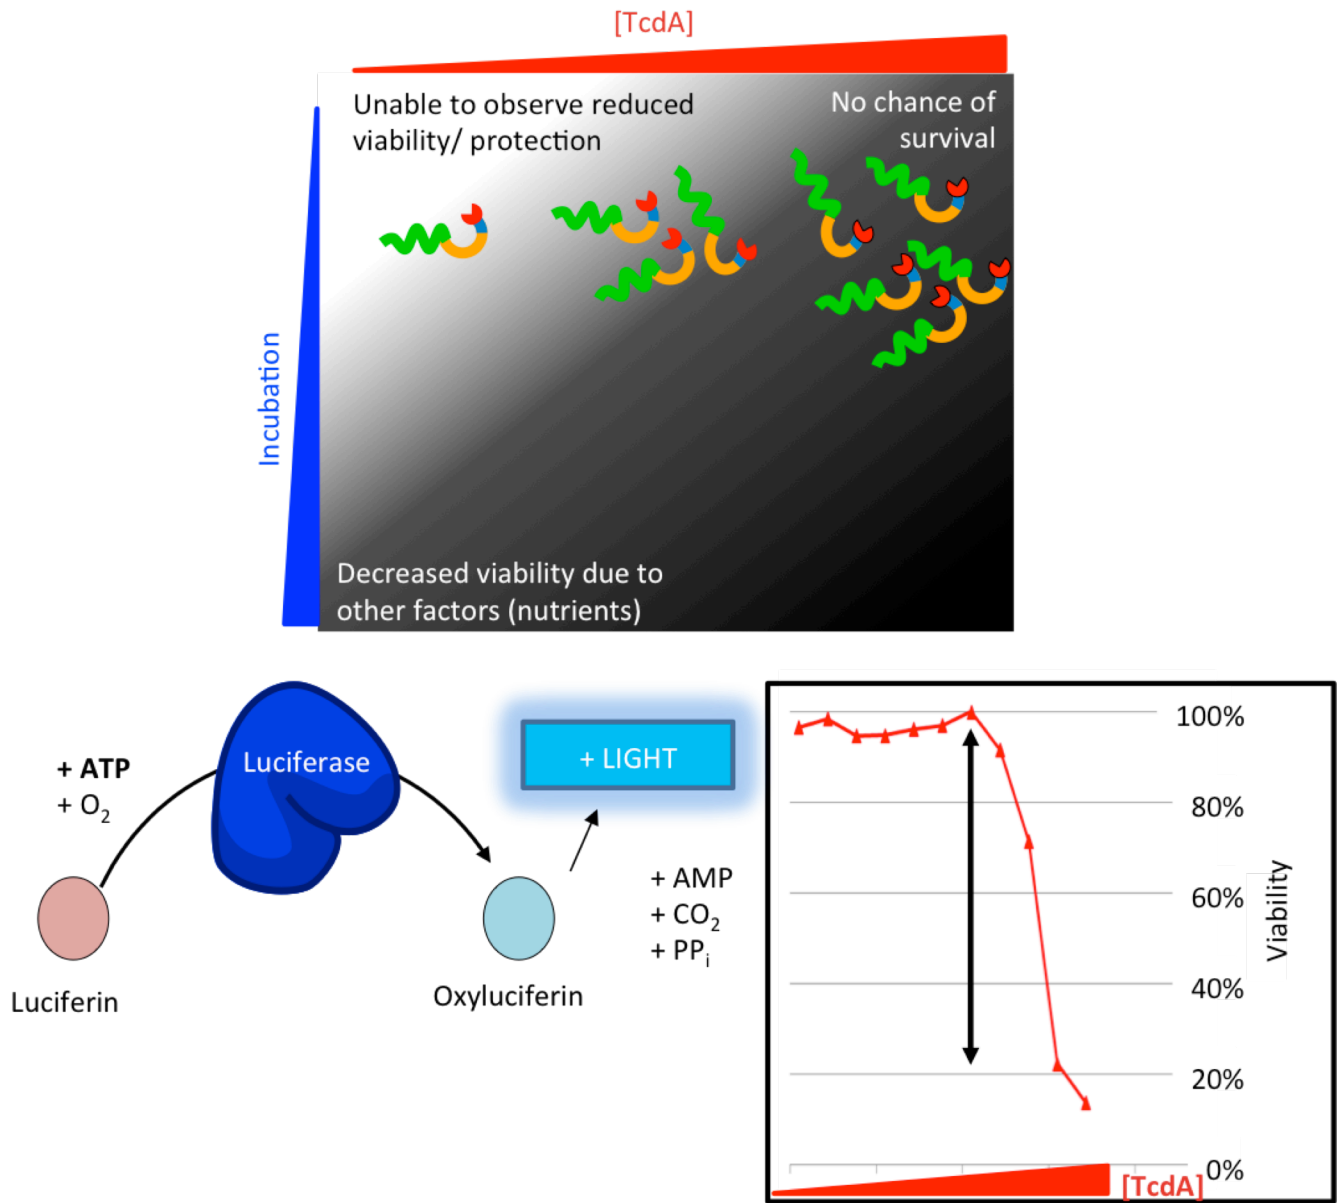 [TcdA]
Unable to observe reduced
viability/ protection
No chance of
survival
Incubation
Decreased viability due to
other factors (nutrients)
+ ATP
+ O₂
Luciferase
+ LIGHT
+ AMP
+ CO₂
+ PPᵢ
Luciferin
Oxyluciferin
100%
80%
60%
40%
20%
0%
Viability
[TcdA]